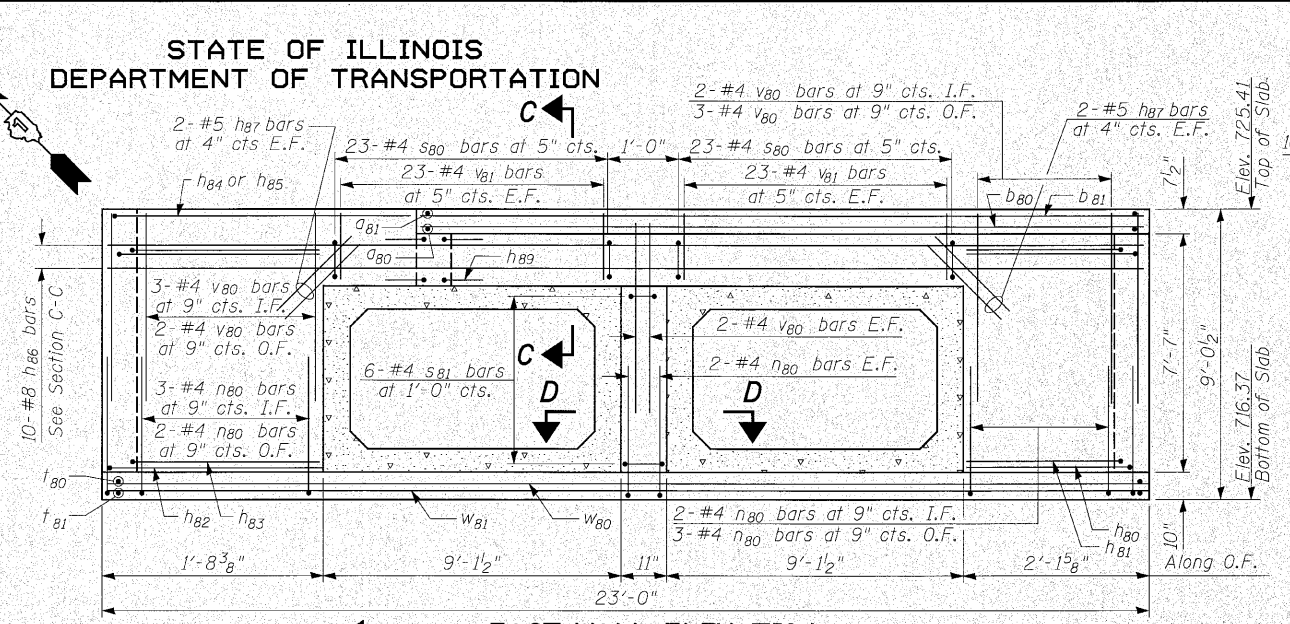 STATE OF ILLINOIS
DEPARTMENT OF TRANSPORTATION
C
2-#4 v80 bars at 9" cts. I.F.
3-#4 v80 bars at 9" cts. O.F.
2-#5 h87 bars
at 4" cts E.F.
2-#5 h87 bars
at 4" cts. E.F.
23-#4 s80 bars at 5" cts.
1'-0"
23-#4 s80 bars at 5" cts.
23-#4 v81 bars
at 5" cts. E.F.
23-#4 v81 bars
at 5" cts. E.F.
h84 or h85
b80
b81
7½"
Elev. 725.41
Top of Slab
a81
a80
h89
10-#8 h86 bars
See Section C-C
3-#4 v80 bars
at 9" cts. I.F.
2-#4 v80 bars
at 9" cts. O.F.
2-#4 v80 bars E.F.
C
6-#4 s81 bars
at 1'-0" cts.
2-#4 n80 bars E.F.
D
D
3-#4 n80 bars
at 9" cts. I.F.
2-#4 n80 bars
at 9" cts. O.F.
7'-7"
9'-0½"
Elev. 716.37
Bottom of Slab
t80
t81
h82
h83
w81
w80
2-#4 n80 bars at 9" cts. I.F.
3-#4 n80 bars at 9" cts. O.F.
h80
h81
10"
Along O.F.
1'-8⅜"
9'-1½"
11"
9'-1½"
2'-1⅝"
23'-0"